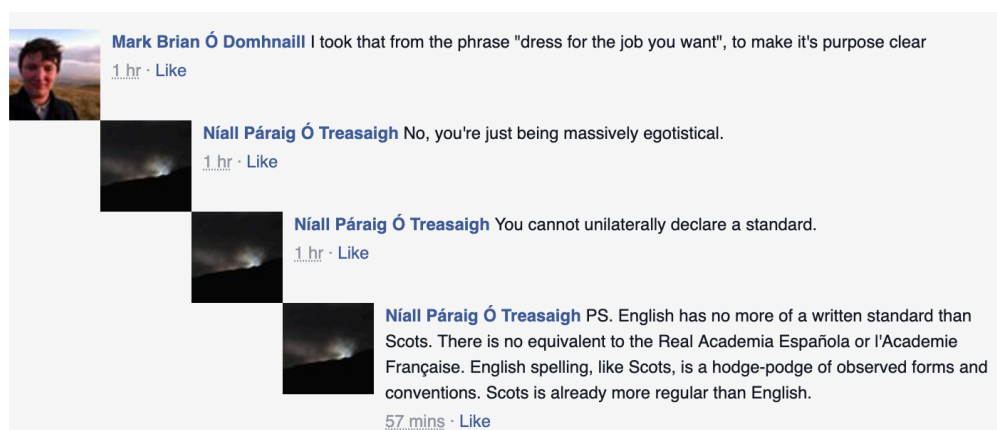 Mark Brian Ó Domhnaill I took that from the phrase "dress for the job you want", to make it's purpose clear
1 hr · Like
Níall Páraig Ó Treasaigh No, you're just being massively egotistical.
1 hr · Like
Níall Páraig Ó Treasaigh You cannot unilaterally declare a standard.
1 hr · Like
Níall Páraig Ó Treasaigh PS. English has no more of a written standard than
Scots. There is no equivalent to the Real Academia Española or l'Academie
Française. English spelling, like Scots, is a hodge-podge of observed forms and
conventions. Scots is already more regular than English.
57 mins · Like